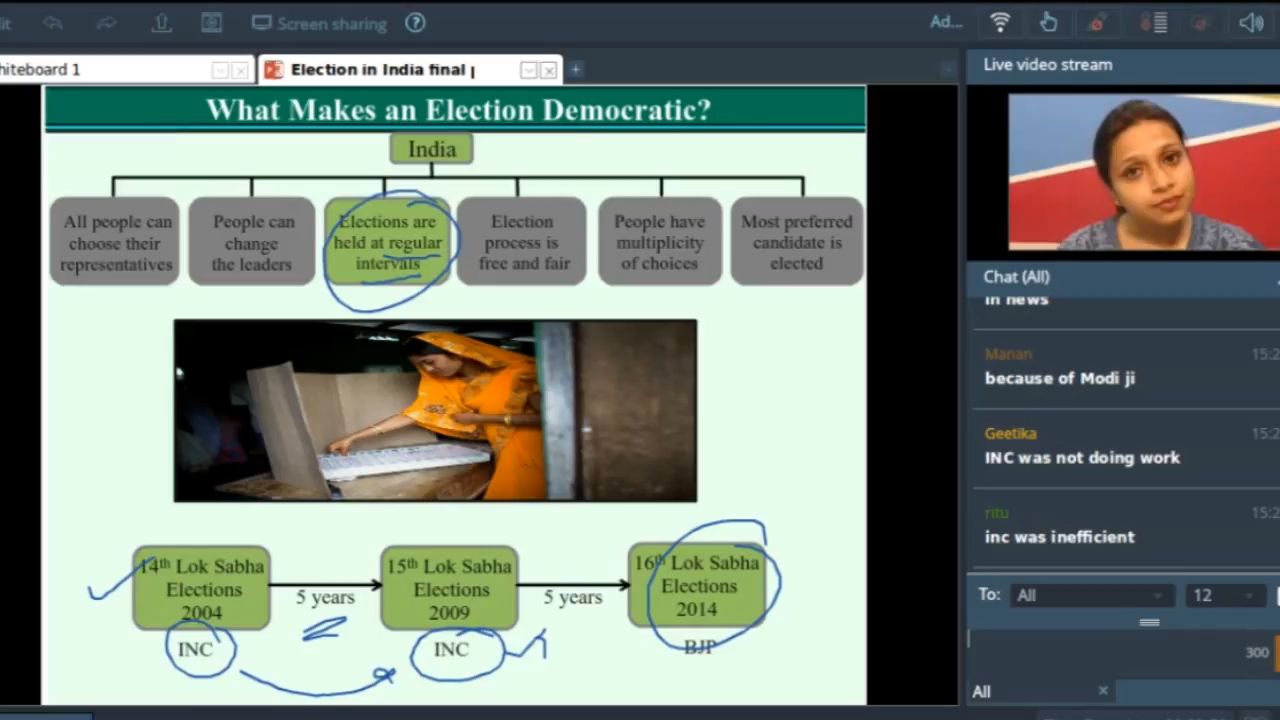 Screen sharing
Ad...
hiteboard 1
Election in India final
Live video stream
What Makes an Election Democratic?
India
All people can
choose their
representatives
People can
change
the leaders
Elections are
held at regular
intervals
Election
process is
free and fair
People have
multiplicity
of choices
Most preferred
candidate is
elected
14th Lok Sabha
Elections
2004
5 years
15th Lok Sabha
Elections
2009
5 years
16th Lok Sabha
Elections
2014
INC
INC
BJP
Chat (All)
in news
Manan
because of Modi ji
Geetika
INC was not doing work
ritu
inc was inefficient
To:
All
12
300
All